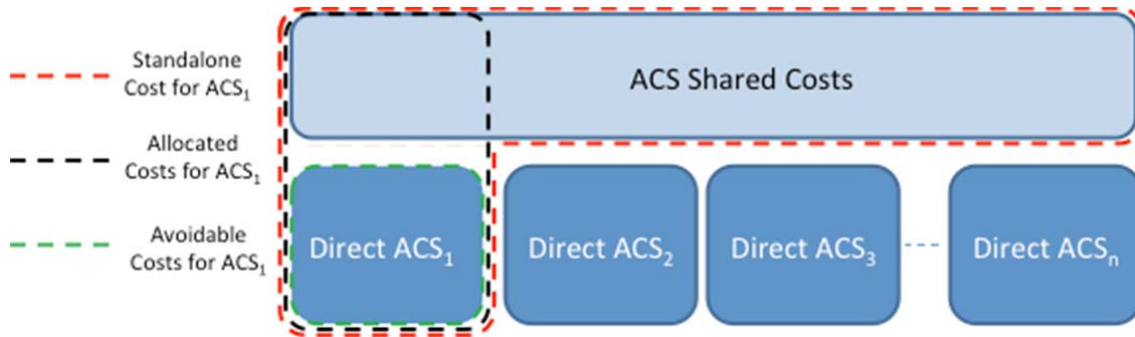 Standalone
Cost for ACS₁
Allocated
Costs for ACS₁
Avoidable
Costs for ACS₁
ACS Shared Costs
Direct ACS₁
Direct ACS₂
Direct ACS₃
Direct ACSₙ